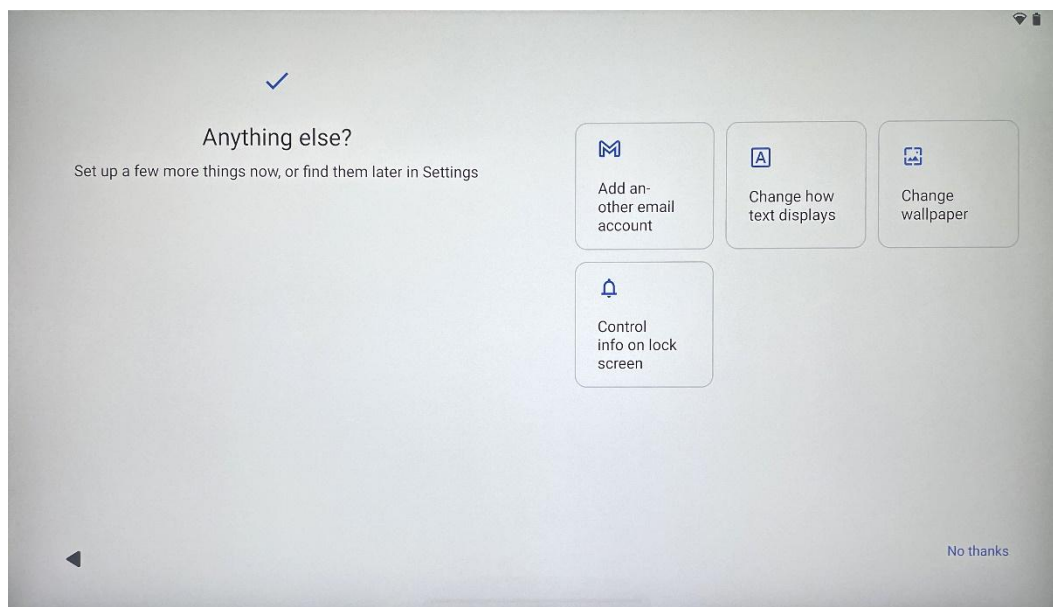 Anything else?
Set up a few more things now, or find them later in Settings
Add an-
other email
account
Change how
text displays
Change
wallpaper
Control
info on lock
screen
No thanks